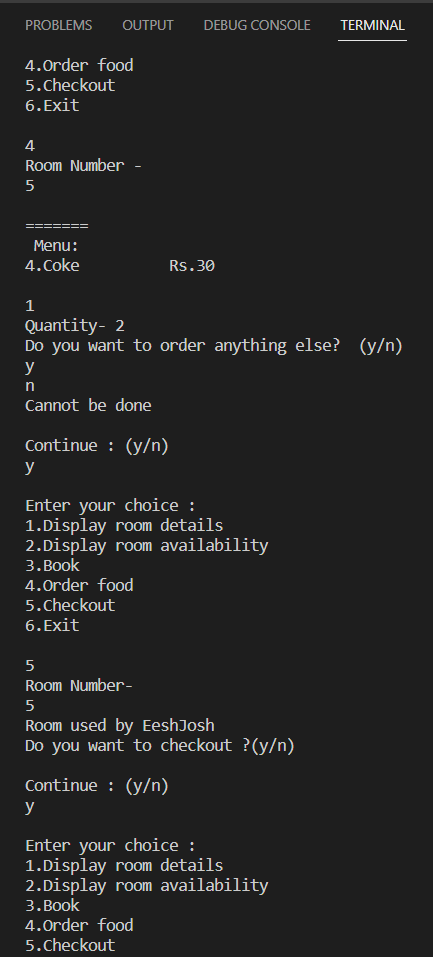 PROBLEMS OUTPUT DEBUG CONSOLE TERMINAL
4.Order food
5.Checkout
6.Exit
4
Room Number -
5
=======
Menu:
4.Coke Rs.30
1
Quantity- 2
Do you want to order anything else? (y/n)
y
n
Cannot be done
Continue : (y/n)
y
Enter your choice :
1.Display room details
2.Display room availability
3.Book
4.Order food
5.Checkout
6.Exit
5
Room Number-
5
Room used by EeshJosh
Do you want to checkout ?(y/n)
Continue : (y/n)
y
Enter your choice :
1.Display room details
2.Display room availability
3.Book
4.Order food
5.Checkout